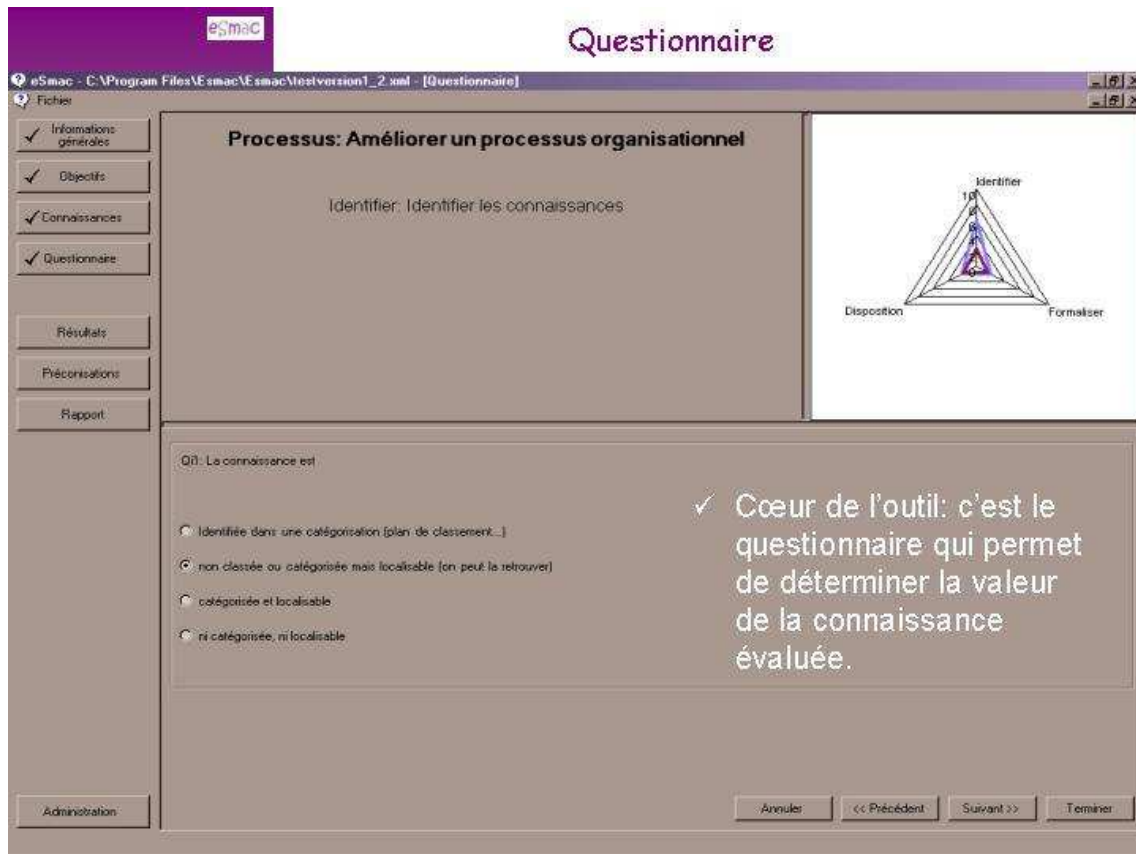 eSmac
Questionnaire
eSmac - C:\Program Files\Esmac\Esmac\testversion1_2.xml - [Questionnaire]
Fichier
Informations
générales
Objectifs
Connaissances
Questionnaire
Résultats
Préconisations
Rapport
Administration
Processus: Améliorer un processus organisationnel
Identifier: Identifier les connaissances
Identifier
10
Disposition
Formaliser
QI1: La connaissance est
Identifiée dans une catégorisation (plan de classement...)
non classée ou catégorisée mais localisable (on peut la retrouver)
catégorisée et localisable
ni catégorisée, ni localisable
✓ Cœur de l'outil: c'est le
questionnaire qui permet
de déterminer la valeur
de la connaissance
évaluée.
Annuler
<< Précédent
Suivant >>
Terminer